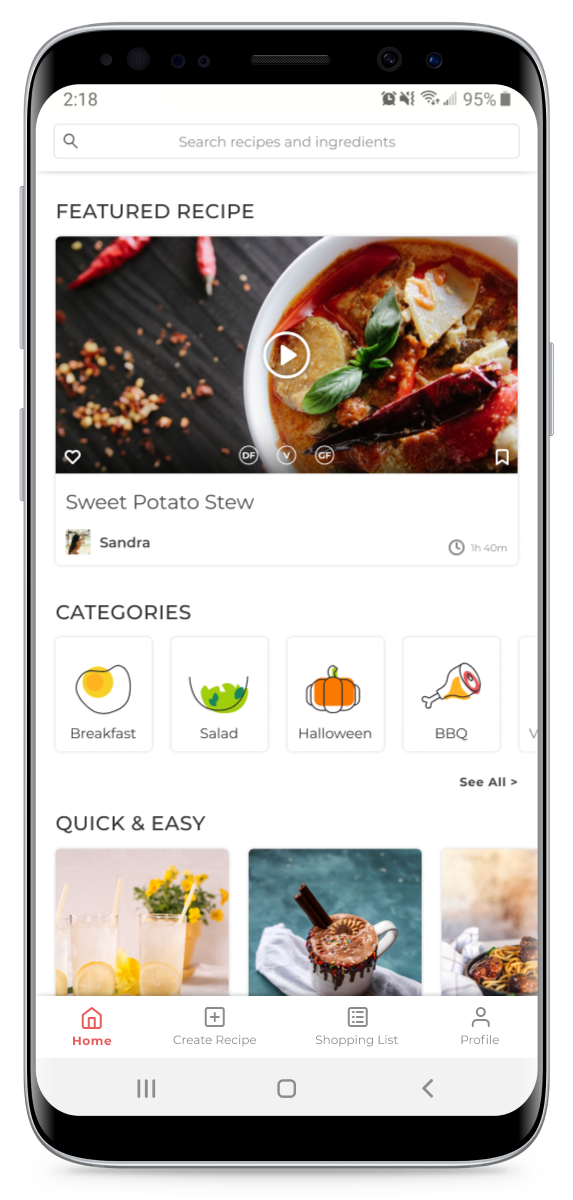 2:18
95%
Search recipes and ingredients
FEATURED RECIPE
DF V GF
Sweet Potato Stew
Sandra
1h 40m
CATEGORIES
Breakfast Salad Halloween BBQ V
See All >
QUICK & EASY
Home Create Recipe Shopping List Profile